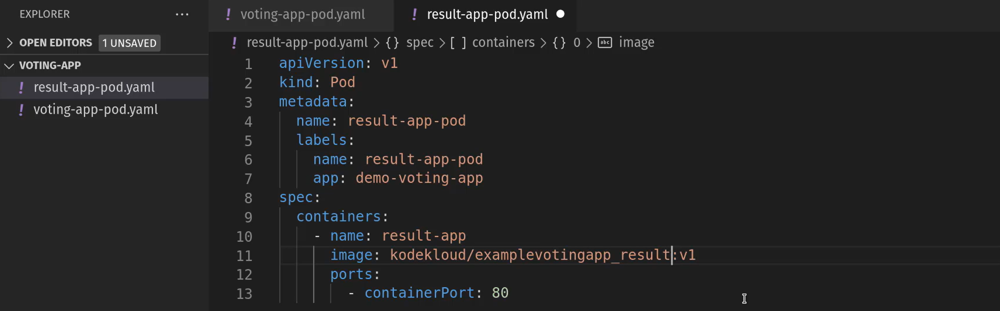 EXPLORER ...
OPEN EDITORS 1 UNSAVED
VOTING-APP
! result-app-pod.yaml
! voting-app-pod.yaml
! voting-app-pod.yaml ! result-app-pod.yaml
! result-app-pod.yaml > {} spec > [ ] containers > {} 0 > abc image
1 apiVersion: v1
2 kind: Pod
3 metadata:
4   name: result-app-pod
5   labels:
6     name: result-app-pod
7     app: demo-voting-app
8 spec:
9   containers:
10     - name: result-app
11       image: kodekloud/examplevotingapp_result:v1
12       ports:
13         - containerPort: 80